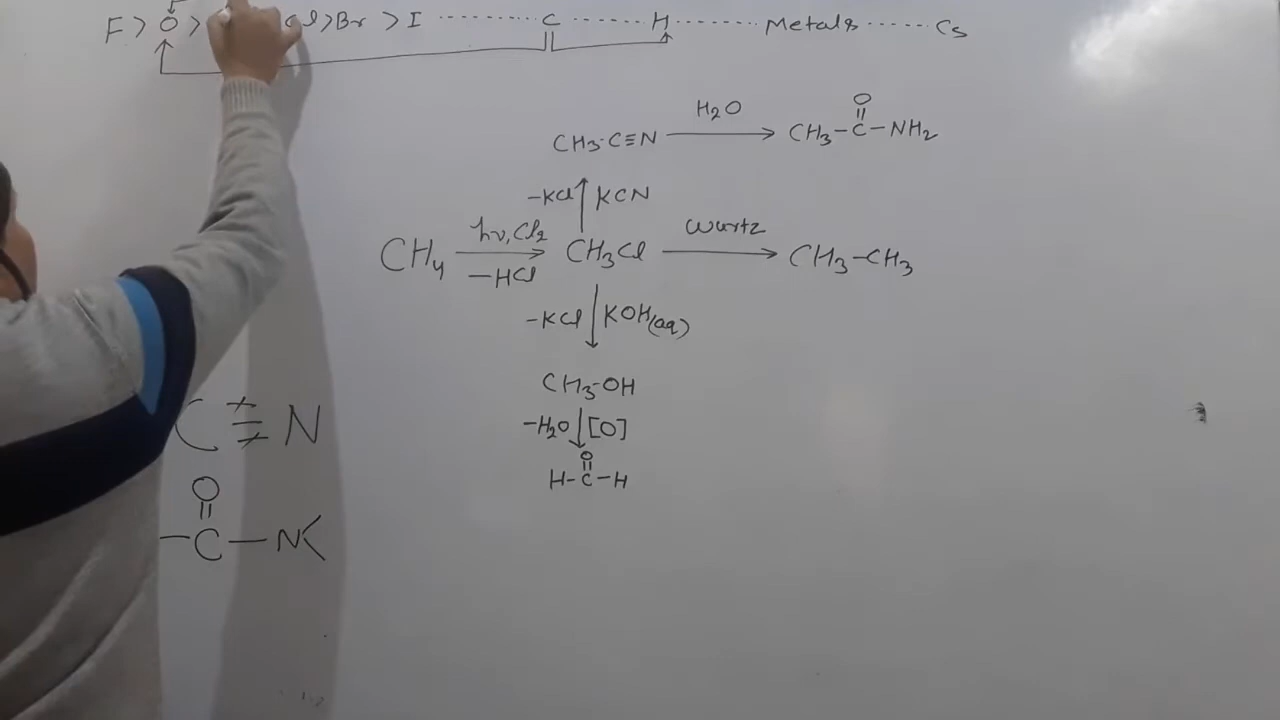 F > O > Cl > Br > I ............ C ....... H ......... Metals ...... Cs
CH3-C≡N H2O → CH3-C-NH2
O
-KCl ↑ KCN
CH4 hν, Cl2 → CH3Cl Wurtz → CH3-CH3
-HCl
-KCl ↓ KOH(aq)
CH3-OH
-H2O ↓ [O]
O
H-C-H
C≡N
O
-C-N<